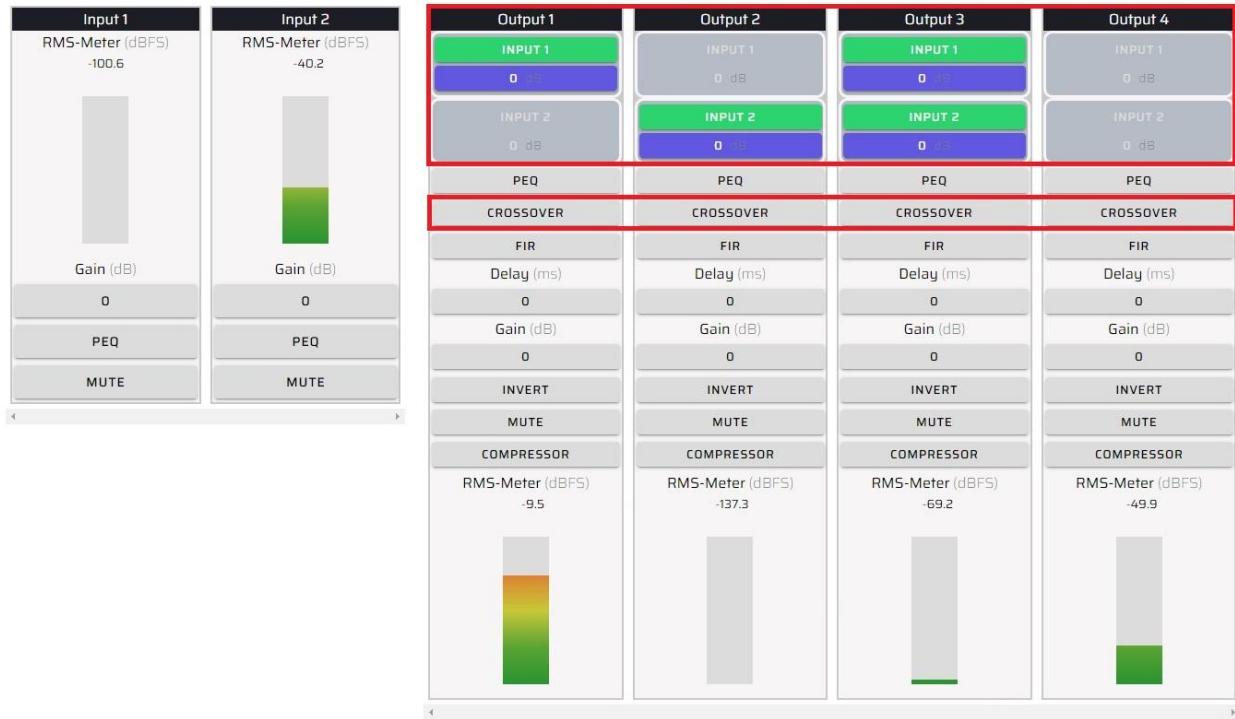 Input 1 Input 2
RMS-Meter (dBFS) RMS-Meter (dBFS)
-100.6 -40.2
Gain (dB) Gain (dB)
0 0
PEQ PEQ
MUTE MUTE
Output 1 Output 2 Output 3 Output 4
INPUT 1 INPUT 1 INPUT 1 INPUT 1
0 dB 0 dB 0 dB 0 dB
INPUT 2 INPUT 2 INPUT 2 INPUT 2
0 dB 0 dB 0 dB 0 dB
PEQ PEQ PEQ PEQ
CROSSOVER CROSSOVER CROSSOVER CROSSOVER
FIR FIR FIR FIR
Delay (ms) Delay (ms) Delay (ms) Delay (ms)
0 0 0 0
Gain (dB) Gain (dB) Gain (dB) Gain (dB)
0 0 0 0
INVERT INVERT INVERT INVERT
MUTE MUTE MUTE MUTE
COMPRESSOR COMPRESSOR COMPRESSOR COMPRESSOR
RMS-Meter (dBFS) RMS-Meter (dBFS) RMS-Meter (dBFS) RMS-Meter (dBFS)
-9.5 -137.3 -69.2 -49.9